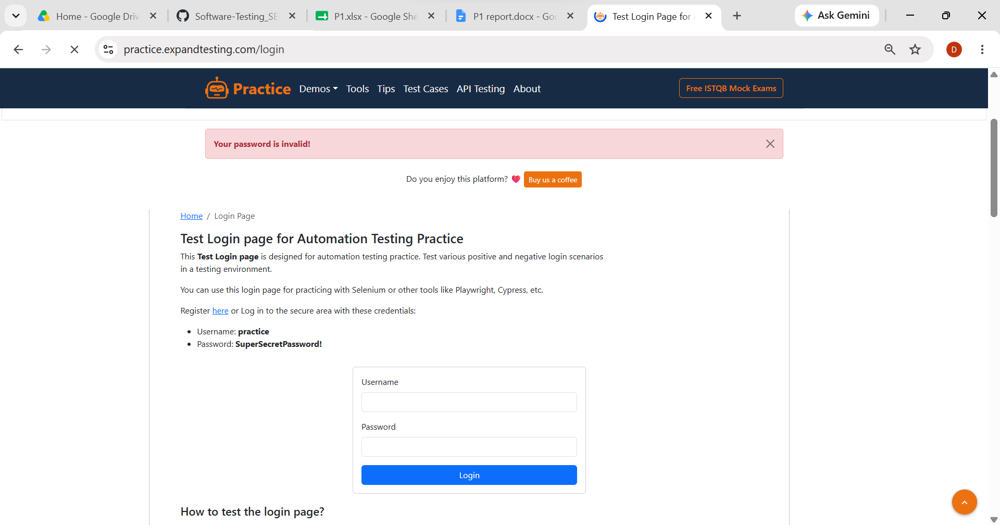 Home - Google Driv
Software-Testing_SE
P1.xlsx - Google She
P1 report.docx - Goo
Test Login Page for A
Ask Gemini
practice.expandtesting.com/login
D
Practice
Demos
Tools
Tips
Test Cases
API Testing
About
Free ISTQB Mock Exams
Your password is invalid!
Do you enjoy this platform?
Buy us a coffee
Home / Login Page
Test Login page for Automation Testing Practice
This Test Login page is designed for automation testing practice. Test various positive and negative login scenarios
in a testing environment.
You can use this login page for practicing with Selenium or other tools like Playwright, Cypress, etc.
Register here or Log in to the secure area with these credentials:
Username: practice
Password: SuperSecretPassword!
Username
Password
Login
How to test the login page?